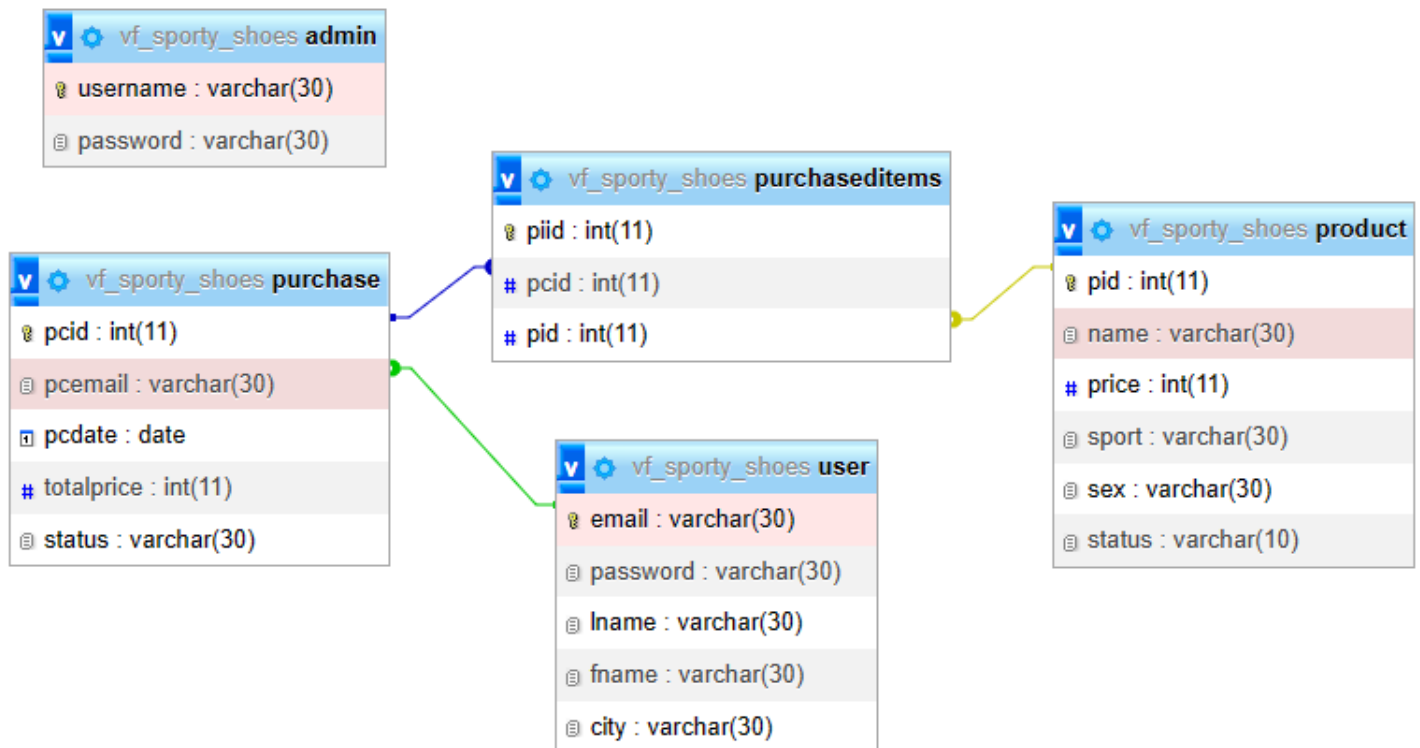 vf_sporty_shoes admin
username : varchar(30)
password : varchar(30)
vf_sporty_shoes purchaseditems
piid : int(11)
# pcid : int(11)
# pid : int(11)
vf_sporty_shoes product
pid : int(11)
name : varchar(30)
# price : int(11)
sport : varchar(30)
sex : varchar(30)
status : varchar(10)
vf_sporty_shoes purchase
pcid : int(11)
pcemail : varchar(30)
pcdate : date
# totalprice : int(11)
status : varchar(30)
vf_sporty_shoes user
email : varchar(30)
password : varchar(30)
lname : varchar(30)
fname : varchar(30)
city : varchar(30)